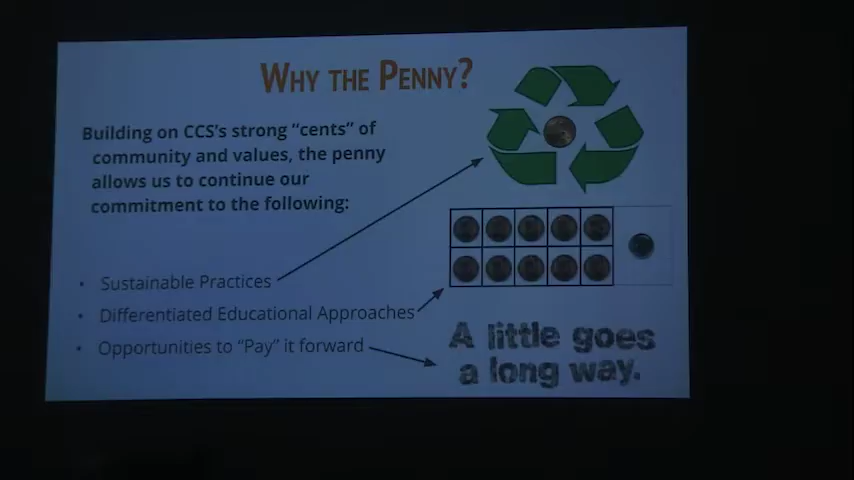 WHY THE PENNY?
Building on CCS's strong "cents" of
community and values, the penny
allows us to continue our
commitment to the following:
• Sustainable Practices
• Differentiated Educational Approaches
• Opportunities to "Pay" it forward
A little goes
a long way.